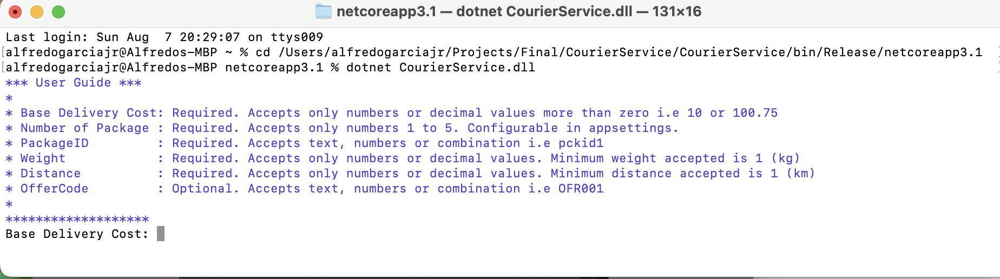 netcoreapp3.1 — dotnet CourierService.dll — 131×16
Last login: Sun Aug  7 20:29:07 on ttys009
[alfredogarciajr@Alfredos-MBP ~ % cd /Users/alfredogarciajr/Projects/Final/CourierService/CourierService/bin/Release/netcoreapp3.1
[alfredogarciajr@Alfredos-MBP netcoreapp3.1 % dotnet CourierService.dll
*** User Guide ***
*
* Base Delivery Cost: Required. Accepts only numbers or decimal values more than zero i.e 10 or 100.75
* Number of Package : Required. Accepts only numbers 1 to 5. Configurable in appsettings.
* PackageID         : Required. Accepts text, numbers or combination i.e pckid1
* Weight            : Required. Accepts only numbers or decimal values. Minimum weight accepted is 1 (kg)
* Distance          : Required. Accepts only numbers or decimal values. Minimum distance accepted is 1 (km)
* OfferCode         : Optional. Accepts text, numbers or combination i.e OFR001
*
*******************
Base Delivery Cost: